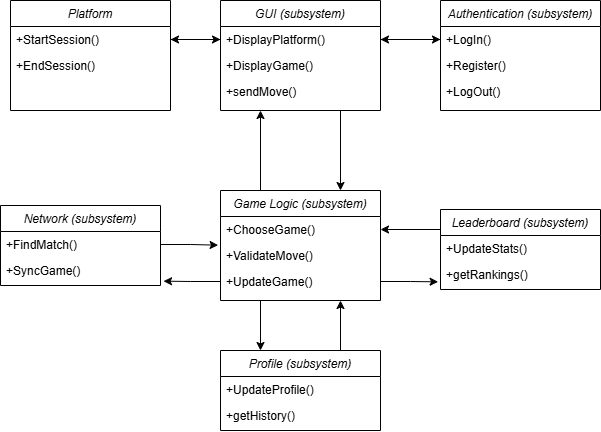 Platform
+StartSession()
+EndSession()
GUI (subsystem)
+DisplayPlatform()
+DisplayGame()
+sendMove()
Authentication (subsystem)
+LogIn()
+Register()
+LogOut()
Network (subsystem)
+FindMatch()
+SyncGame()
Game Logic (subsystem)
+ChooseGame()
+ValidateMove()
+UpdateGame()
Leaderboard (subsystem)
+UpdateStats()
+getRankings()
Profile (subsystem)
+UpdateProfile()
+getHistory()